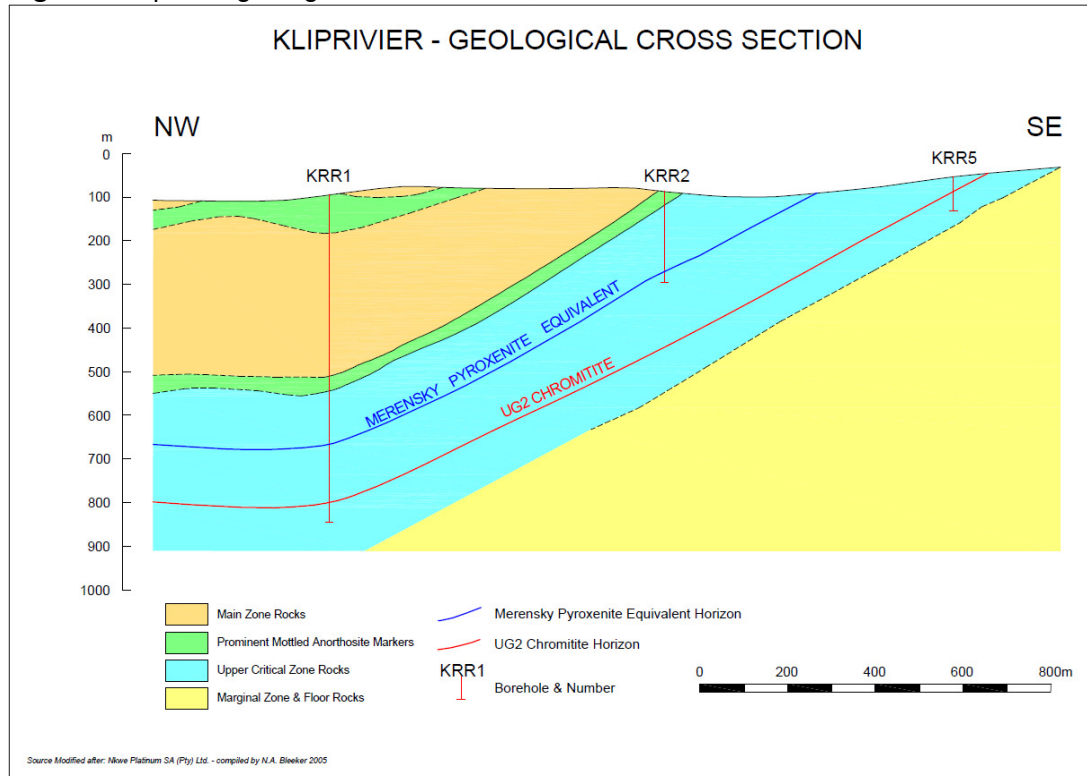 KLIPRIVIER - GEOLOGICAL CROSS SECTION
NW
SE
m
0
100
200
300
400
500
600
700
800
900
1000
KRR1
KRR2
KRR5
MERENSKY PYROXENITE EQUIVALENT
UG2 CHROMITITE
Main Zone Rocks
Prominent Mottled Anorthosite Markers
Upper Critical Zone Rocks
Marginal Zone & Floor Rocks
Merensky Pyroxenite Equivalent Horizon
UG2 Chromitite Horizon
KRR1
Borehole & Number
0 200 400 600 800m
Source Modified after: Nkwe Platinum SA (Pty) Ltd. - compiled by N.A. Bleeker 2005